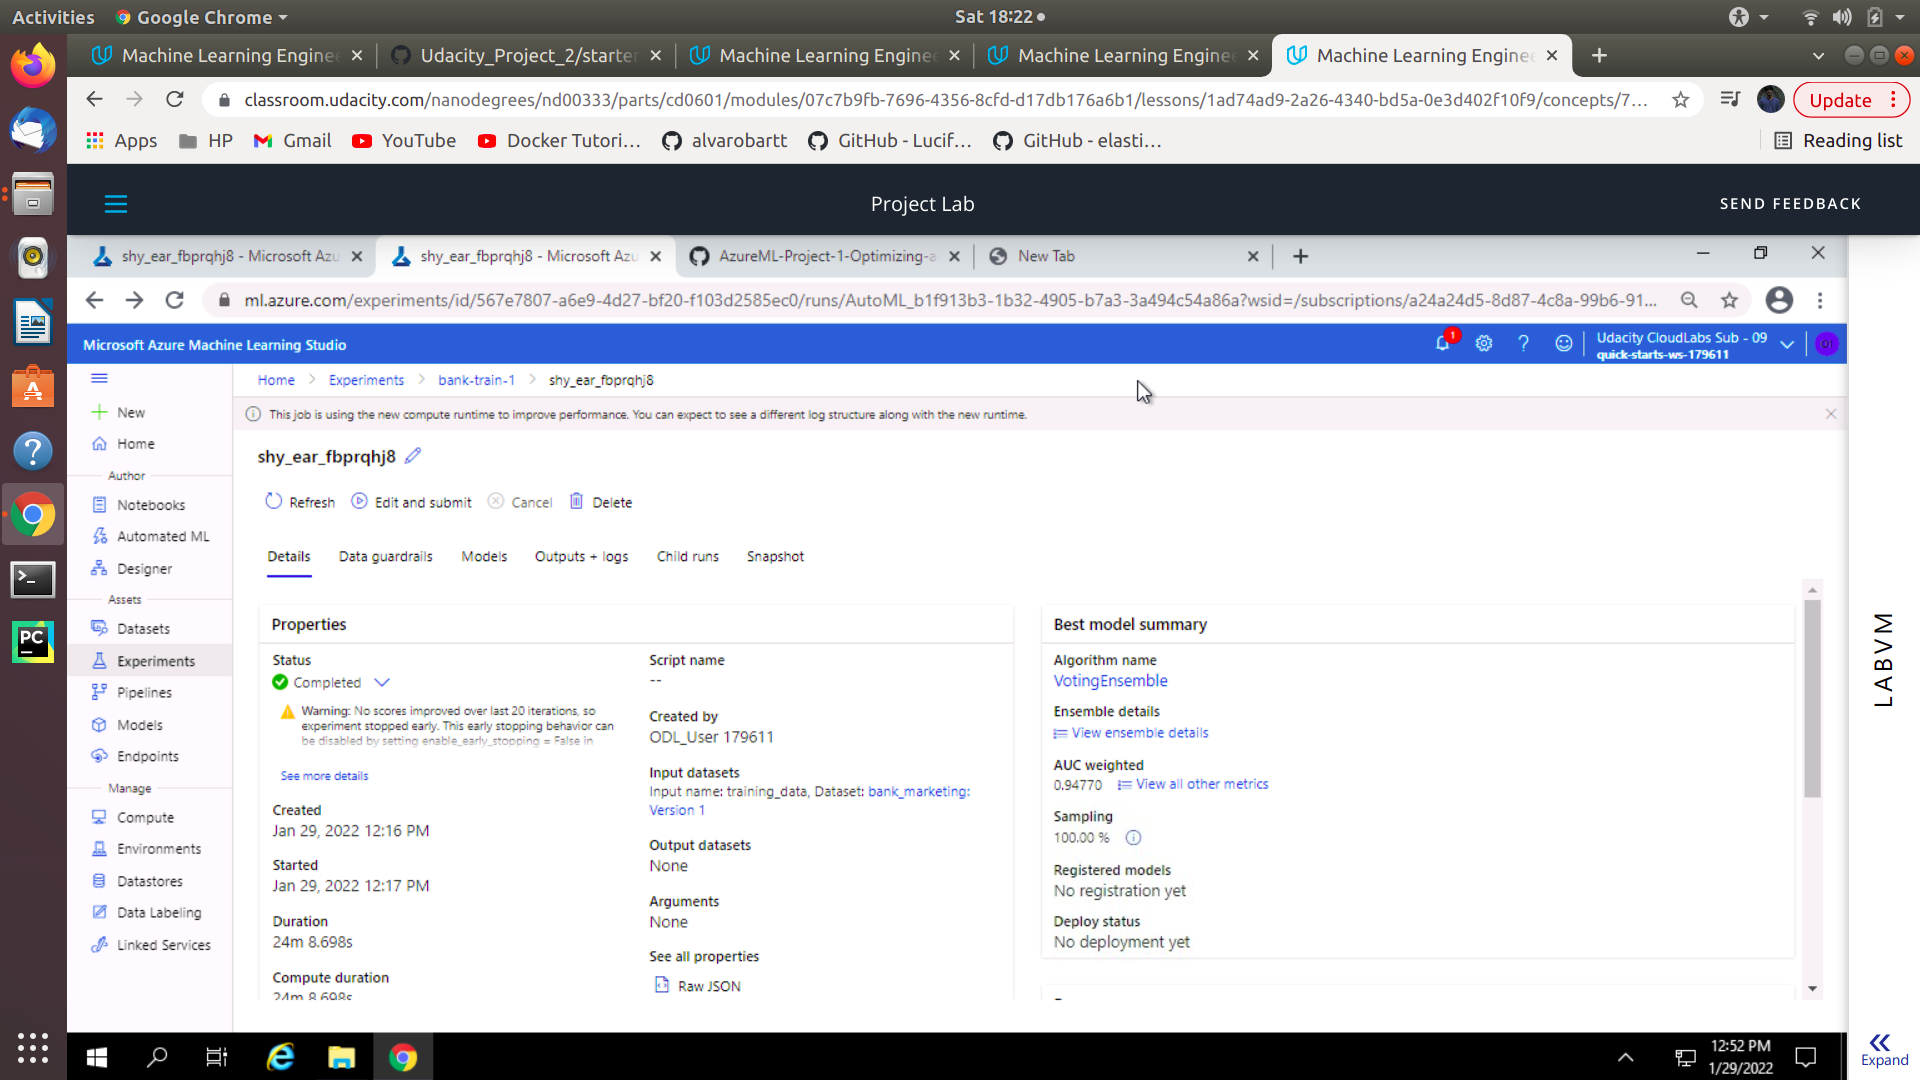 Activities
Google Chrome
Sat 18:22
Machine Learning Enginee
Udacity_Project_2/starter
Machine Learning Enginee
Machine Learning Enginee
Machine Learning Enginee
classroom.udacity.com/nanodegrees/nd00333/parts/cd0601/modules/07c7b9fb-7696-4356-8cfd-d17db176a6b1/lessons/1ad74ad9-2a26-4340-bd5a-0e3d402f10f9/concepts/7...
Update
Apps
HP
Gmail
YouTube
Docker Tutori...
alvarobartt
GitHub - Lucif...
GitHub - elasti...
Reading list
Project Lab
SEND FEEDBACK
shy_ear_fbprqhj8 - Microsoft Azu
shy_ear_fbprqhj8 - Microsoft Azu
AzureML-Project-1-Optimizing-a
New Tab
ml.azure.com/experiments/id/567e7807-a6e9-4d27-bf20-f103d2585ec0/runs/AutoML_b1f913b3-1b32-4905-b7a3-3a494c54a86a?wsid=/subscriptions/a24a24d5-8d87-4c8a-99b6-91...
Microsoft Azure Machine Learning Studio
1
?
Udacity CloudLabs Sub - 09
quick-starts-ws-179611
Home > Experiments > bank-train-1 > shy_ear_fbprqhj8
This job is using the new compute runtime to improve performance. You can expect to see a different log structure along with the new runtime.
New
Home
Author
Notebooks
Automated ML
Designer
Assets
Datasets
Experiments
Pipelines
Models
Endpoints
Manage
Compute
Environments
Datastores
Data Labeling
Linked Services
shy_ear_fbprqhj8
Refresh
Edit and submit
Cancel
Delete
Details
Data guardrails
Models
Outputs + logs
Child runs
Snapshot
Properties
Status
Completed
Warning: No scores improved over last 20 iterations, so
experiment stopped early. This early stopping behavior can
be disabled by setting enable_early_stopping = False in
See more details
Created
Jan 29, 2022 12:16 PM
Started
Jan 29, 2022 12:17 PM
Duration
24m 8.698s
Compute duration
24m 8.698s
Script name
--
Created by
ODL_User 179611
Input datasets
Input name: training_data, Dataset: bank_marketing:
Version 1
Output datasets
None
Arguments
None
See all properties
Raw JSON
Best model summary
Algorithm name
VotingEnsemble
Ensemble details
View ensemble details
AUC weighted
0.94770
View all other metrics
Sampling
100.00 %
Registered models
No registration yet
Deploy status
No deployment yet
LABVM
Expand
PC
12:52 PM
1/29/2022